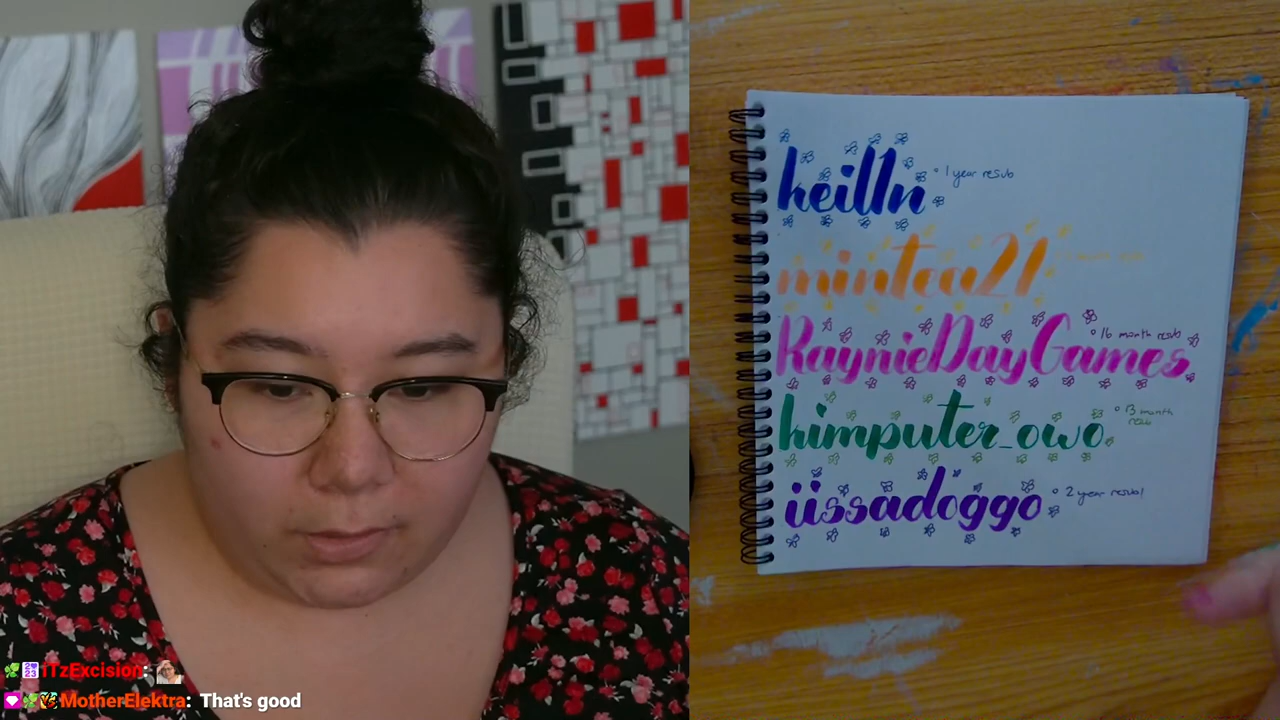 keilln
° 1 year resub
mintea21
RaynieDayGames
° 16 month resub
kimputer_owo
° 13 month
resub
iissadoggo
° 2 year resub!
iTzExcision:
MotherElektra: That's good